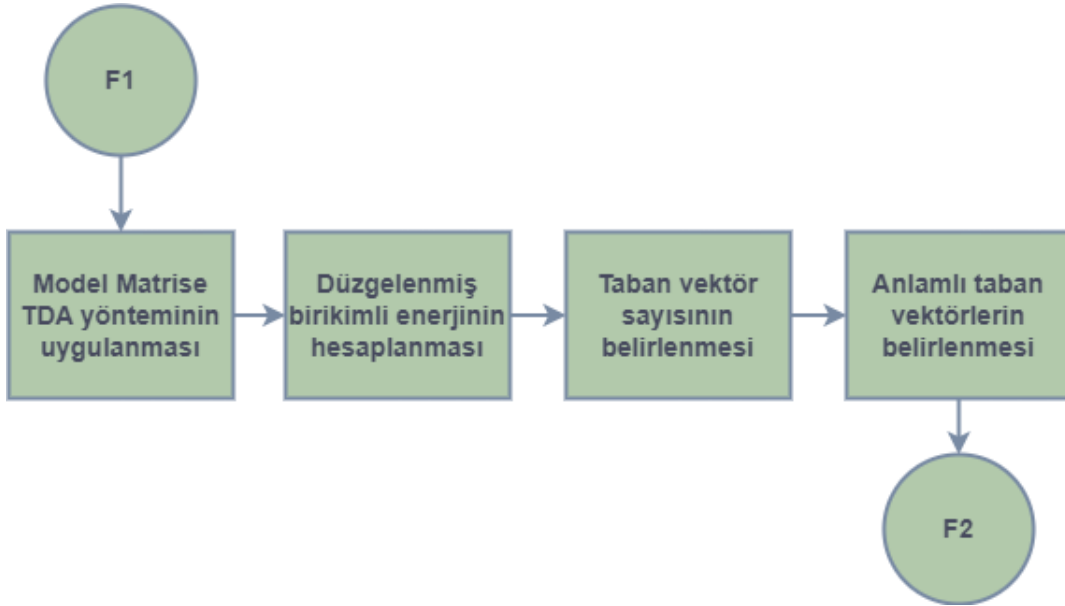 F1
Model Matrise
TDA yönteminin
uygulanması
Düzgelenmiş
birikimli enerjinin
hesaplanması
Taban vektör
sayısının
belirlenmesi
Anlamlı taban
vektörlerin
belirlenmesi
F2